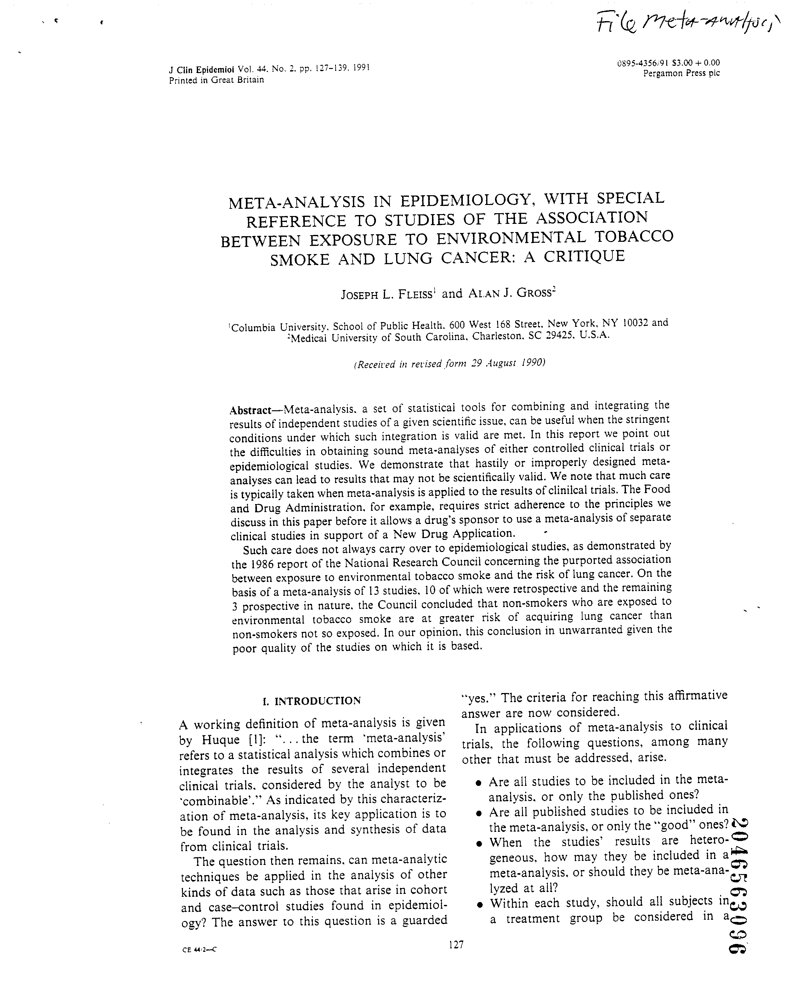 File Meta-analysis
J Clin Epidemiol Vol. 44, No. 2, pp. 127–139, 1991
Printed in Great Britain
0895-4356/91 $3.00 + 0.00
Pergamon Press plc
META-ANALYSIS IN EPIDEMIOLOGY, WITH SPECIAL
REFERENCE TO STUDIES OF THE ASSOCIATION
BETWEEN EXPOSURE TO ENVIRONMENTAL TOBACCO
SMOKE AND LUNG CANCER: A CRITIQUE
JOSEPH L. FLEISS¹ and ALAN J. GROSS²
¹Columbia University, School of Public Health, 600 West 168 Street, New York, NY 10032 and
²Medical University of South Carolina, Charleston, SC 29425, U.S.A.
(Received in revised form 29 August 1990)
Abstract—Meta-analysis, a set of statistical tools for combining and integrating the
results of independent studies of a given scientific issue, can be useful when the stringent
conditions under which such integration is valid are met. In this report we point out
the difficulties in obtaining sound meta-analyses of either controlled clinical trials or
epidemiological studies. We demonstrate that hastily or improperly designed meta-
analyses can lead to results that may not be scientifically valid. We note that much care
is typically taken when meta-analysis is applied to the results of clinilcal trials. The Food
and Drug Administration, for example, requires strict adherence to the principles we
discuss in this paper before it allows a drug's sponsor to use a meta-analysis of separate
clinical studies in support of a New Drug Application.
Such care does not always carry over to epidemiological studies, as demonstrated by
the 1986 report of the National Research Council concerning the purported association
between exposure to environmental tobacco smoke and the risk of lung cancer. On the
basis of a meta-analysis of 13 studies, 10 of which were retrospective and the remaining
3 prospective in nature, the Council concluded that non-smokers who are exposed to
environmental tobacco smoke are at greater risk of acquiring lung cancer than
non-smokers not so exposed. In our opinion, this conclusion in unwarranted given the
poor quality of the studies on which it is based.
I. INTRODUCTION
A working definition of meta-analysis is given
by Huque [1]: “...the term ‘meta-analysis’
refers to a statistical analysis which combines or
integrates the results of several independent
clinical trials, considered by the analyst to be
‘combinable’.” As indicated by this characteriz-
ation of meta-analysis, its key application is to
be found in the analysis and synthesis of data
from clinical trials.
The question then remains, can meta-analytic
techniques be applied in the analysis of other
kinds of data such as those that arise in cohort
and case–control studies found in epidemiol-
ogy? The answer to this question is a guarded
“yes.” The criteria for reaching this affirmative
answer are now considered.
In applications of meta-analysis to clinical
trials, the following questions, among many
other that must be addressed, arise.
● Are all studies to be included in the meta-
analysis, or only the published ones?
● Are all published studies to be included in
the meta-analysis, or only the “good” ones?
● When the studies' results are hetero-
geneous, how may they be included in a
meta-analysis, or should they be meta-ana-
lyzed at all?
● Within each study, should all subjects in
a treatment group be considered in a
CE 44/2—C
127
2046563096